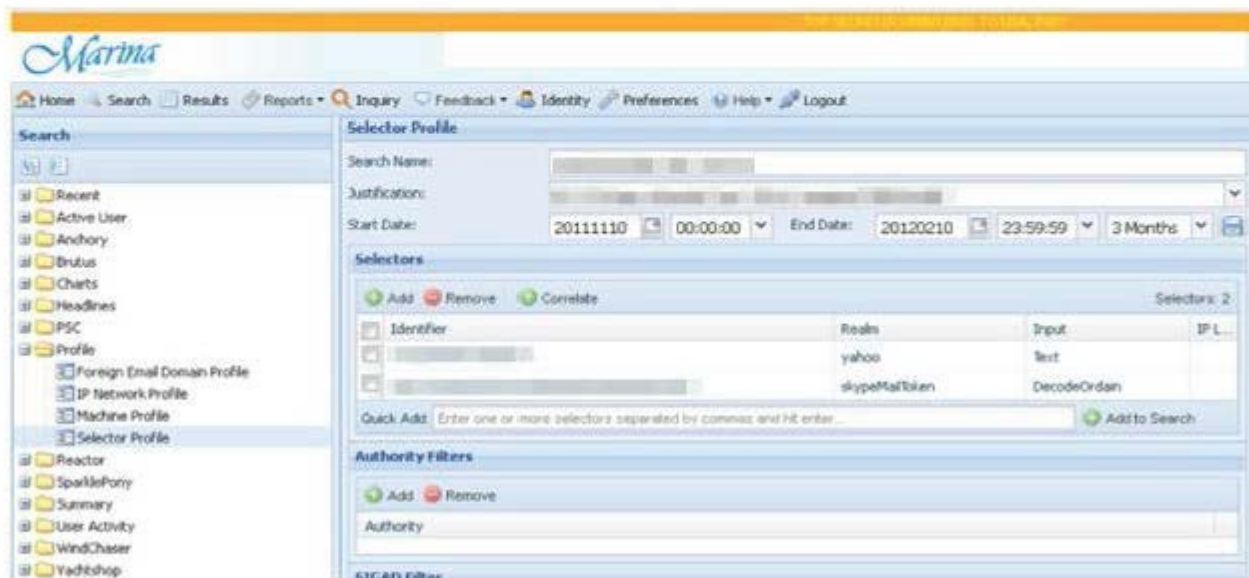 Marina
Home Search Results Reports Inquiry Feedback Identity Preferences Help Logout
Search
Recent
Active User
Anchory
Brutus
Charts
Headlines
PSC
Profile
Foreign Email Domain Profile
IP Network Profile
Machine Profile
Selector Profile
Reactor
SparklePony
Summary
User Activity
WindChaser
Yachtshop
Selector Profile
Search Name:
Justification:
Start Date: 20111110 00:00:00 End Date: 20120210 23:59:59 3 Months
Selectors
Add Remove Correlate Selectors: 2
Identifier Realm Input IP L...
yahoo Text
skypeMailToken DecodeOrdain
Quick Add: Enter one or more selectors separated by commas and hit enter... Add to Search
Authority Filters
Add Remove
Authority
SIGAD Filter